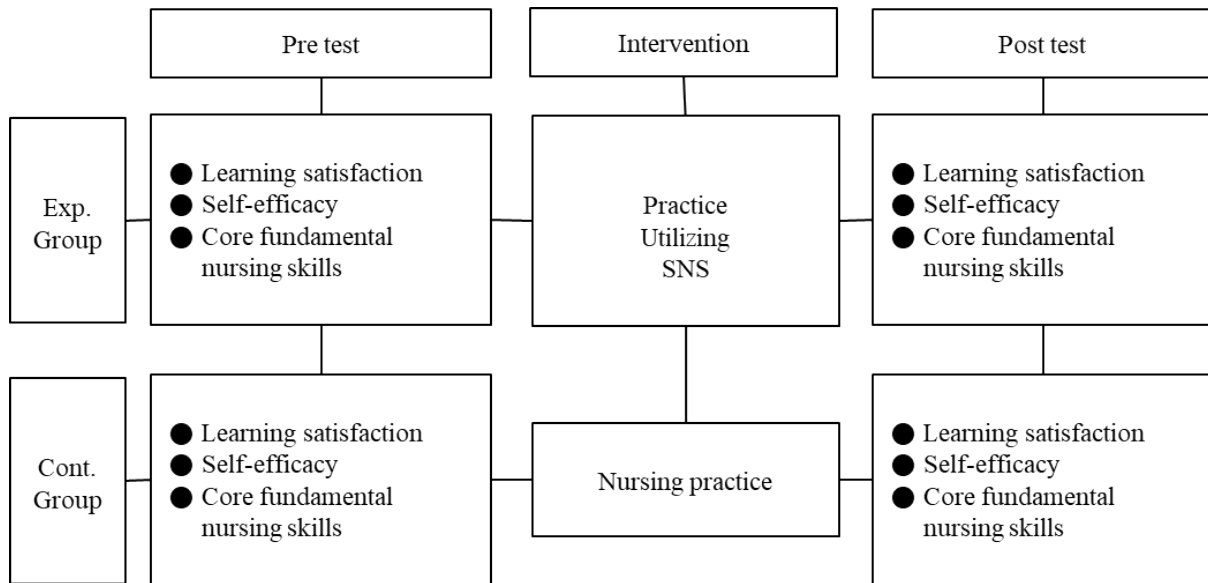 Pre test
Intervention
Post test
Exp.
Group
● Learning satisfaction
● Self-efficacy
● Core fundamental
nursing skills
Practice
Utilizing
SNS
● Learning satisfaction
● Self-efficacy
● Core fundamental
nursing skills
Cont.
Group
● Learning satisfaction
● Self-efficacy
● Core fundamental
nursing skills
Nursing practice
● Learning satisfaction
● Self-efficacy
● Core fundamental
nursing skills